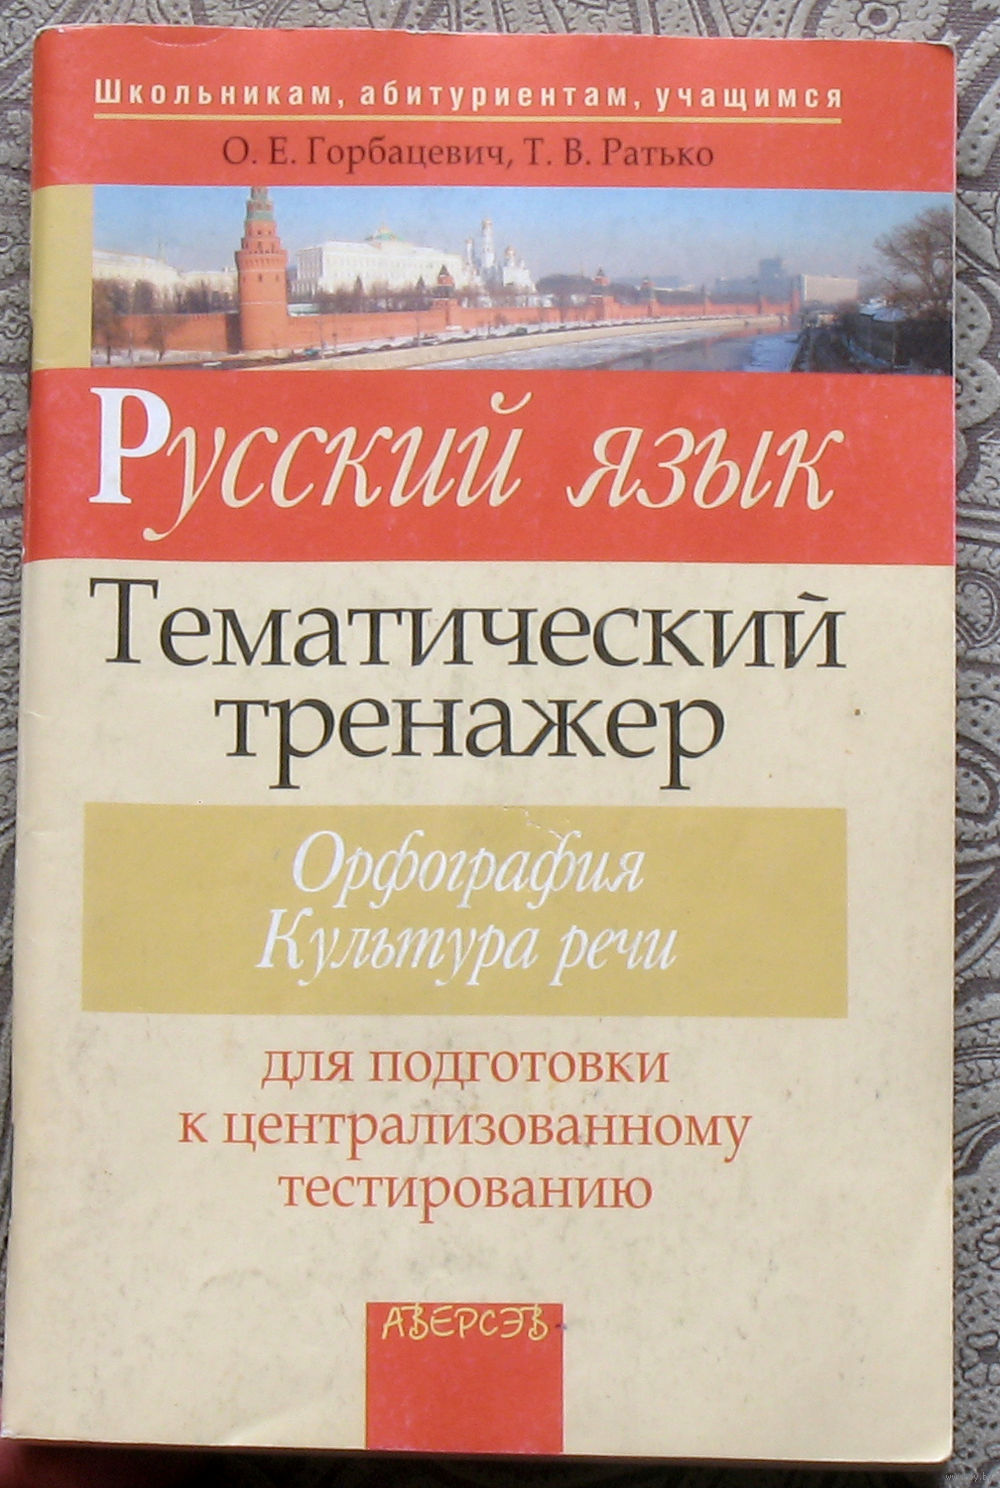 Школьникам, абитуриентам, учащимся
О. Е. Горбацевич, Т. В. Ратько
Русский язык
Тематический
тренажер
Орфография
Культура речи
для подготовки
к централизованному
тестированию
АВЕРСЭВ